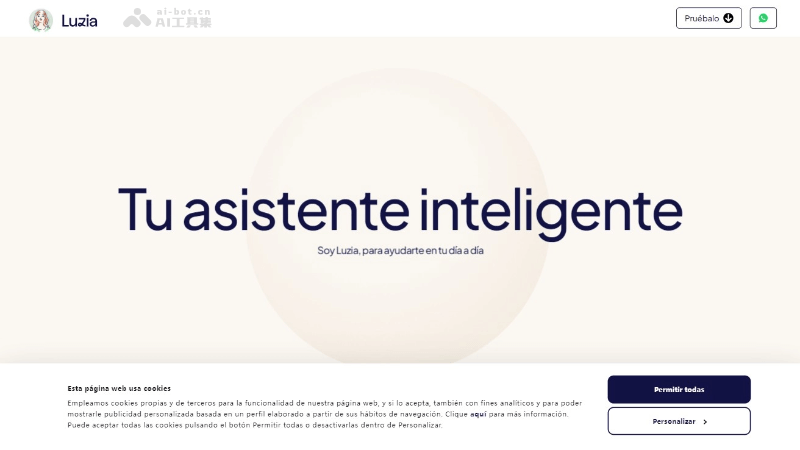 Luzia
ai-bot.cn
AI工具集
Pruébalo
Tu asistente inteligente
Soy Luzia, para ayudarte en tu día a día
Esta página web usa cookies
Empleamos cookies propias y de terceros para la funcionalidad de nuestra página web, y si lo acepta, también con fines analíticos y para poder
mostrarle publicidad personalizada basada en un perfil elaborado a partir de sus hábitos de navegación. Clique aquí para más información.
Puede aceptar todas las cookies pulsando el botón Permitir todas o desactivarlas dentro de Personalizar.
Permitir todas
Personalizar